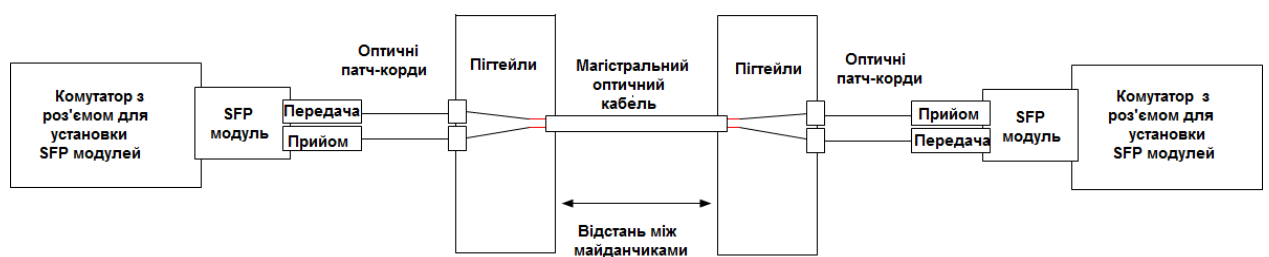 Комутатор з
роз'ємом для
установки
SFP модулей
SFP
модуль
Передача
Прийом
Оптичні
патч-корди
Пігтейли
Магістральний
оптичний
кабель
Відстань між
майданчиками
Пігтейли
Оптичні
патч-корди
Прийом
Передача
SFP
модуль
Комутатор з
роз'ємом для
установки
SFP модулей